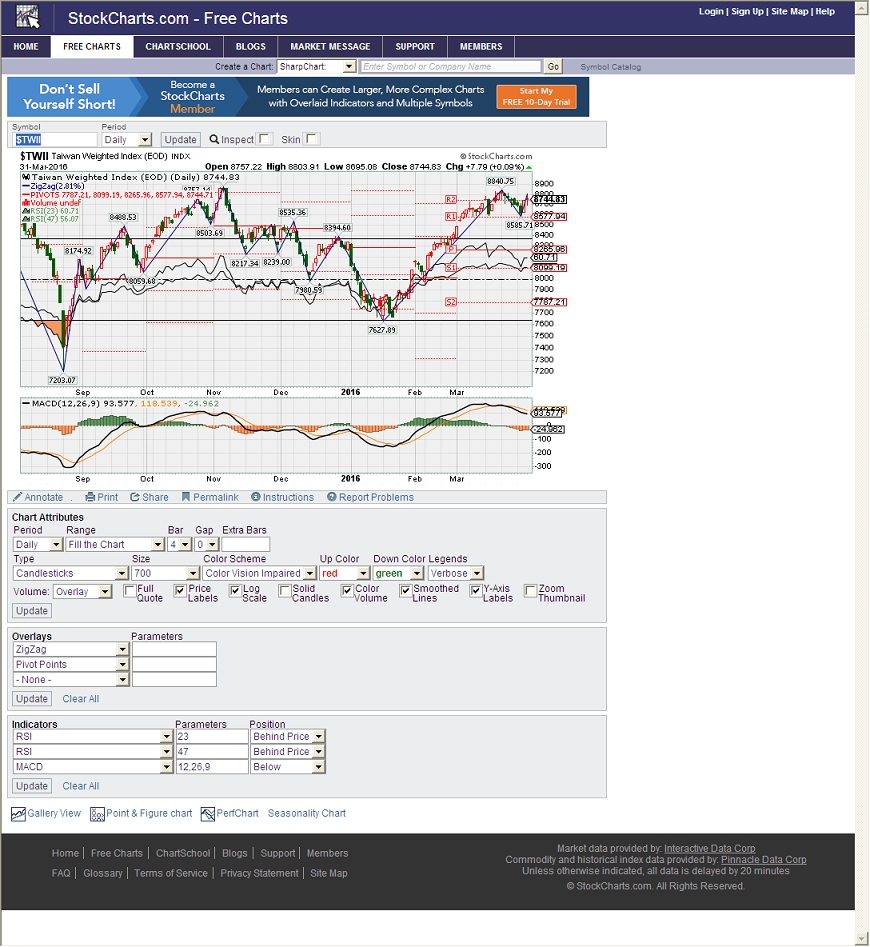 StockCharts.com - Free Charts
Login | Sign Up | Site Map | Help
HOME FREE CHARTS CHARTSCHOOL BLOGS MARKET MESSAGE SUPPORT MEMBERS
Create a Chart: SharpChart: Enter Symbol or Company Name Go Symbol Catalog
Don't Sell
Yourself Short!
Become a
StockCharts
Member
Members can Create Larger, More Complex Charts
with Overlaid Indicators and Multiple Symbols
Start My
FREE 10-Day Trial
Symbol Period
$TWII Daily Update Inspect Skin
$TWII Taiwan Weighted Index (EOD) INDX © StockCharts.com
31-Mar-2016 Open 8757.22 High 8803.91 Low 8695.08 Close 8744.83 Chg +7.79 (+0.09%)
Taiwan Weighted Index (EOD) (Daily) 8744.83
ZigZag(2.81%)
PIVOTS 7787.21, 8099.19, 8265.96, 8577.94, 8744.71
Volume undef
RSI(23) 60.71
RSI(47) 56.07
8840.75
8488.53
8535.36
8585.71
8503.69
8394.60
8174.92
8217.34
8239.00
8059.68
7980.59
7627.89
7203.07
R2
R1
P
S1
S2
8900
8744.83
8577.94
8500
8400
8300
8265.96
60.71
8099.19
8000
7900
7787.21
7700
7600
7500
7400
7300
7200
Sep Oct Nov Dec 2016 Feb Mar
MACD(12,26,9) 93.577, 118.539, -24.962
93.577
0
-24.962
-100
-200
-300
Sep Oct Nov Dec 2016 Feb Mar
Annotate . Print Share Permalink Instructions Report Problems
Chart Attributes
Period Range Bar Gap Extra Bars
Daily Fill the Chart 4 0
Type Size Color Scheme Up Color Down Color Legends
Candlesticks 700 Color Vision Impaired red green Verbose
Volume: Overlay Full Quote Price Labels Log Scale Solid Candles Color Volume Smoothed Lines Y-Axis Labels Zoom Thumbnail
Update
Overlays Parameters
ZigZag
Pivot Points
- None -
Update Clear All
Indicators Parameters Position
RSI 23 Behind Price
RSI 47 Behind Price
MACD 12,26,9 Below
Update Clear All
Gallery View Point & Figure chart PerfChart Seasonality Chart
Home | Free Charts | ChartSchool | Blogs | Support | Members
FAQ | Glossary | Terms of Service | Privacy Statement | Site Map
Market data provided by: Interactive Data Corp
Commodity and historical index data provided by: Pinnacle Data Corp
Unless otherwise indicated, all data is delayed by 20 minutes
© StockCharts.com. All Rights Reserved.